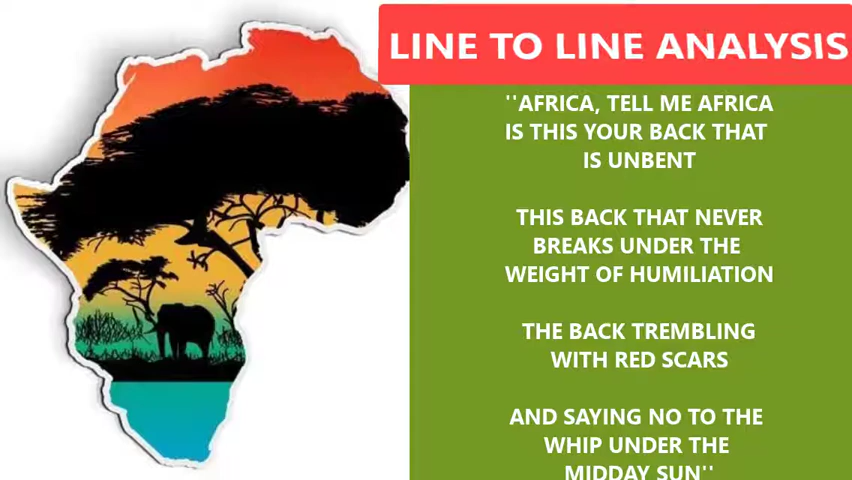 LINE TO LINE ANALYSIS
''AFRICA, TELL ME AFRICA
IS THIS YOUR BACK THAT
IS UNBENT
THIS BACK THAT NEVER
BREAKS UNDER THE
WEIGHT OF HUMILIATION
THE BACK TREMBLING
WITH RED SCARS
AND SAYING NO TO THE
WHIP UNDER THE
MIDDAY SUN''